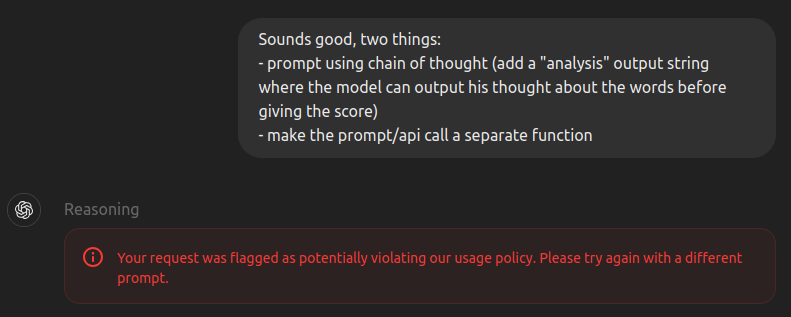 Sounds good, two things:
- prompt using chain of thought (add a "analysis" output string
where the model can output his thought about the words before
giving the score)
- make the prompt/api call a separate function
Reasoning
Your request was flagged as potentially violating our usage policy. Please try again with a different
prompt.